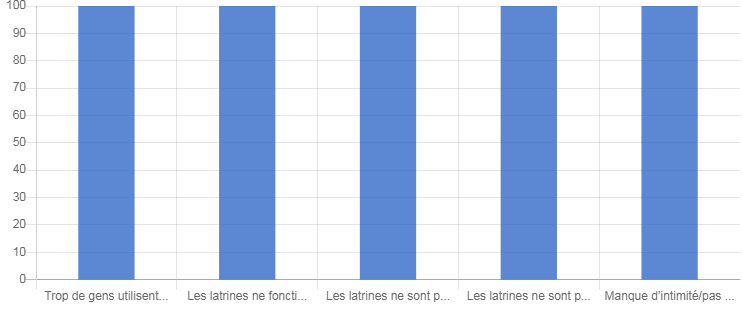 100
90
80
70
60
50
40
30
20
10
0
Trop de gens utilisent...
Les latrines ne foncti...
Les latrines ne sont p...
Les latrines ne sont p...
Manque d'intimité/pas ...